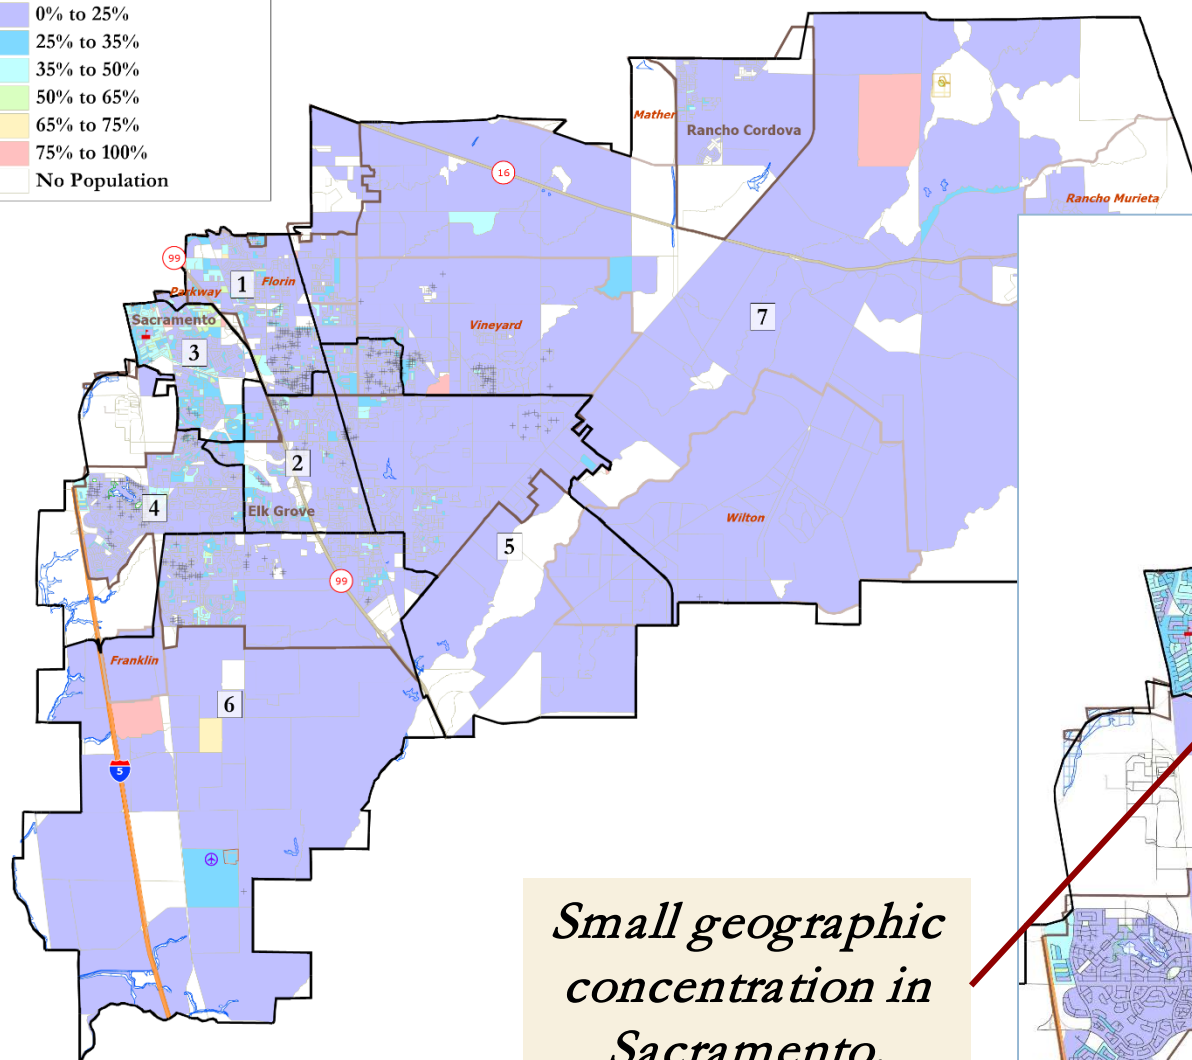 0% to 25%
25% to 35%
35% to 50%
50% to 65%
65% to 75%
75% to 100%
No Population
Mather
Rancho Cordova
16
Rancho Murieta
99
1
Florin
Parkway
Sacramento
3
Vineyard
7
2
4
Elk Grove
Wilton
5
99
Franklin
6
5
Small geographic
concentration in
Sacramento.